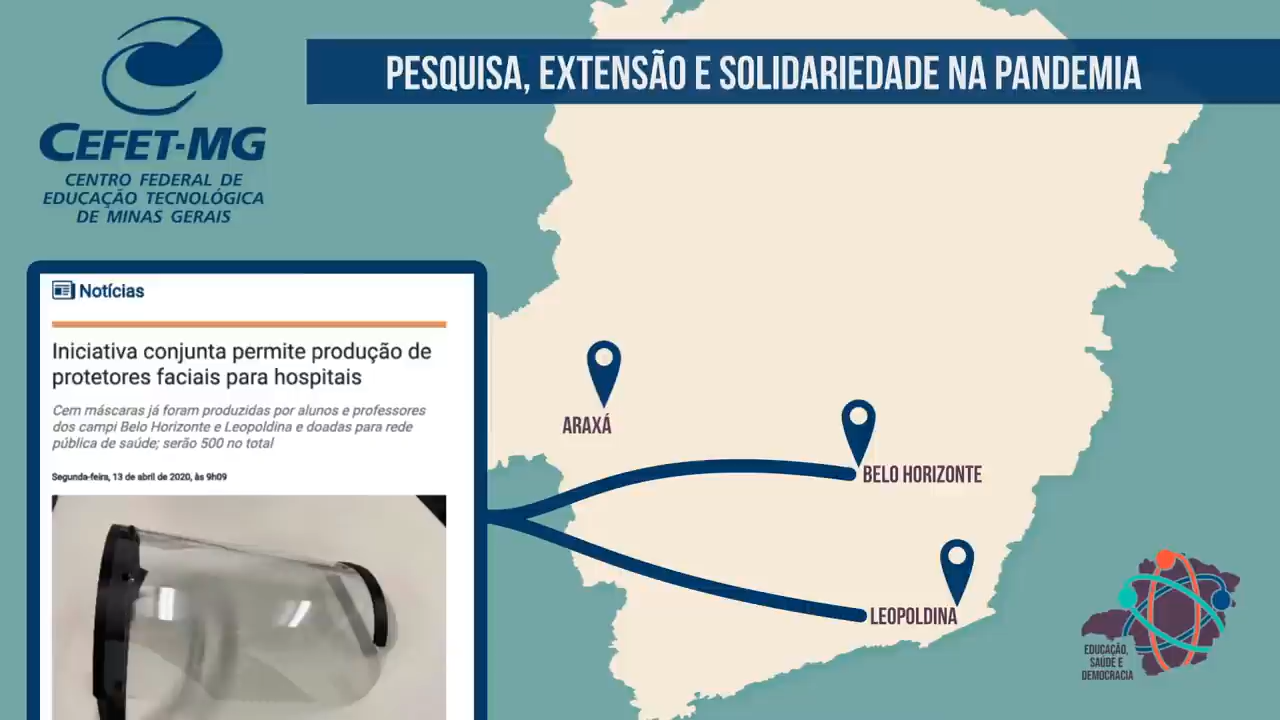 PESQUISA, EXTENSÃO E SOLIDARIEDADE NA PANDEMIA
CEFET-MG
CENTRO FEDERAL DE
EDUCAÇÃO TECNOLÓGICA
DE MINAS GERAIS
Notícias
Iniciativa conjunta permite produção de
protetores faciais para hospitais
Cem máscaras já foram produzidas por alunos e professores
dos campi Belo Horizonte e Leopoldina e doadas para rede
pública de saúde; serão 500 no total
Segunda-feira, 13 de abril de 2020, às 9h09
ARAXÁ
BELO HORIZONTE
LEOPOLDINA
EDUCAÇÃO,
SAÚDE E
DEMOCRACIA